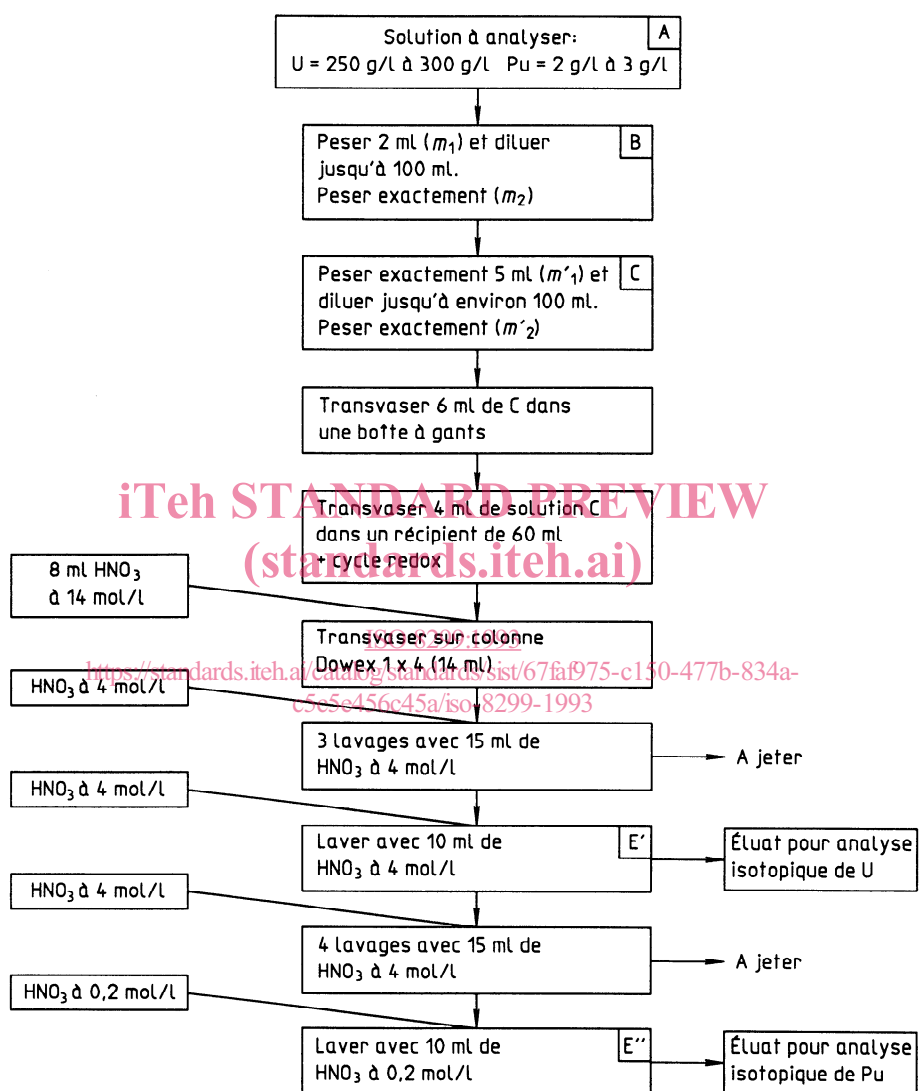 A
Solution à analyser:
U = 250 g/l à 300 g/l Pu = 2 g/l à 3 g/l
Peser 2 ml (m₁) et diluer
B
jusqu'à 100 ml.
Peser exactement (m₂)
Peser exactement 5 ml (m'₁) et
C
diluer jusqu'à environ 100 ml.
Peser exactement (m'₂)
Transvaser 6 ml de C dans
une boîte à gants
iTeh STANDARD PREVIEW
Transvaser 4 ml de solution C
dans un récipient de 60 ml
(standards.iteh.ai)
+ cycle redox
8 ml HNO₃
à 14 mol/l
Transvaser sur colonne
ISO 8299:1993
Dowex 1 x 4 (14 ml)
https://standards.iteh.ai/catalog/standards/sist/67faf975-c150-477b-834a-
c5c5c456c45a/iso-8299-1993
HNO₃ à 4 mol/l
3 lavages avec 15 ml de
HNO₃ à 4 mol/l
A jeter
HNO₃ à 4 mol/l
Laver avec 10 ml de
E'
HNO₃ à 4 mol/l
Éluat pour analyse
isotopique de U
HNO₃ à 4 mol/l
4 lavages avec 15 ml de
HNO₃ à 4 mol/l
A jeter
HNO₃ à 0,2 mol/l
Laver avec 10 ml de
E''
HNO₃ à 0,2 mol/l
Éluat pour analyse
isotopique de Pu